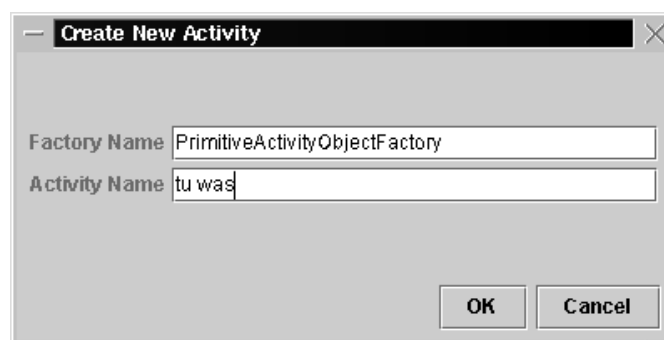 Create New Activity
Factory Name PrimitiveActivityObjectFactory
Activity Name tu was
OK Cancel